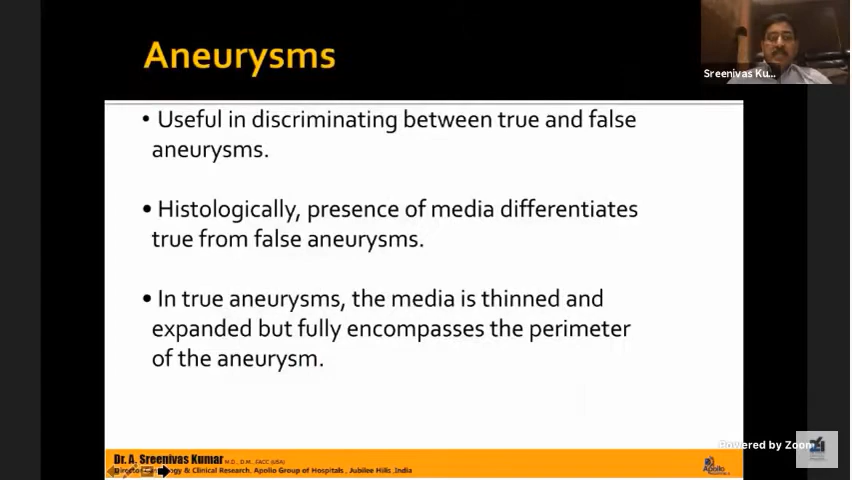 Aneurysms
Sreenivas Ku...
• Useful in discriminating between true and false
aneurysms.
• Histologically, presence of media differentiates
true from false aneurysms.
• In true aneurysms, the media is thinned and
expanded but fully encompasses the perimeter
of the aneurysm.
Powered by Zoom
Dr. A. Sreenivas Kumar M.D., D.M., FACC (USA)
& Clinical Research. Apollo Group of Hospitals , Jubilee Hills ,India
Apollo